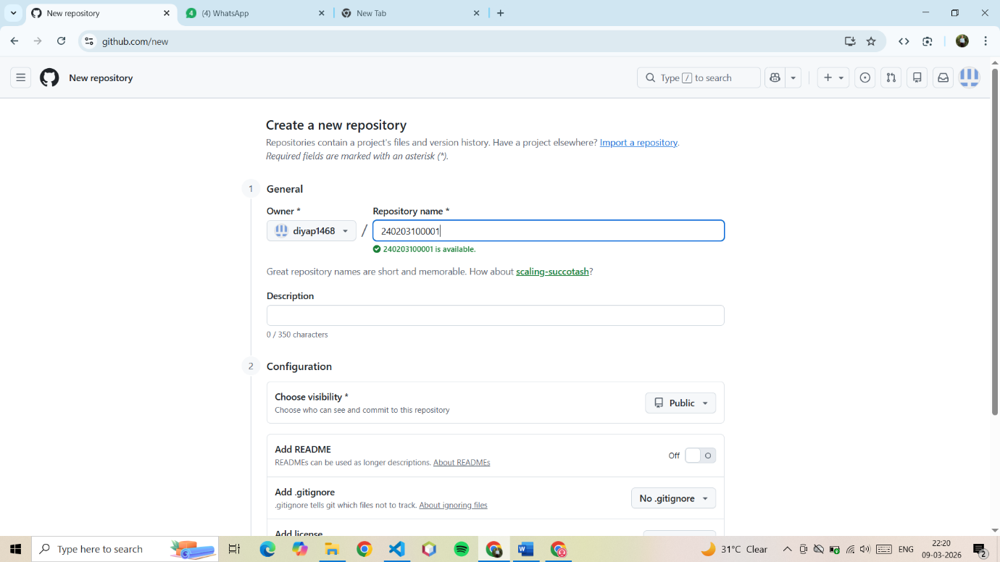 New repository
(4) WhatsApp
New Tab
github.com/new
New repository
Type / to search
Create a new repository
Repositories contain a project's files and version history. Have a project elsewhere? Import a repository.
Required fields are marked with an asterisk (*).
1 General
Owner * Repository name *
diyap1468 / 240203100001
240203100001 is available.
Great repository names are short and memorable. How about scaling-succotash?
Description
0 / 350 characters
2 Configuration
Choose visibility *
Choose who can see and commit to this repository
Public
Add README
READMEs can be used as longer descriptions. About READMEs
Off
Add .gitignore
.gitignore tells git which files not to track. About ignoring files
No .gitignore
Add license
Type here to search
31°C Clear
ENG
22:20
09-03-2026
2